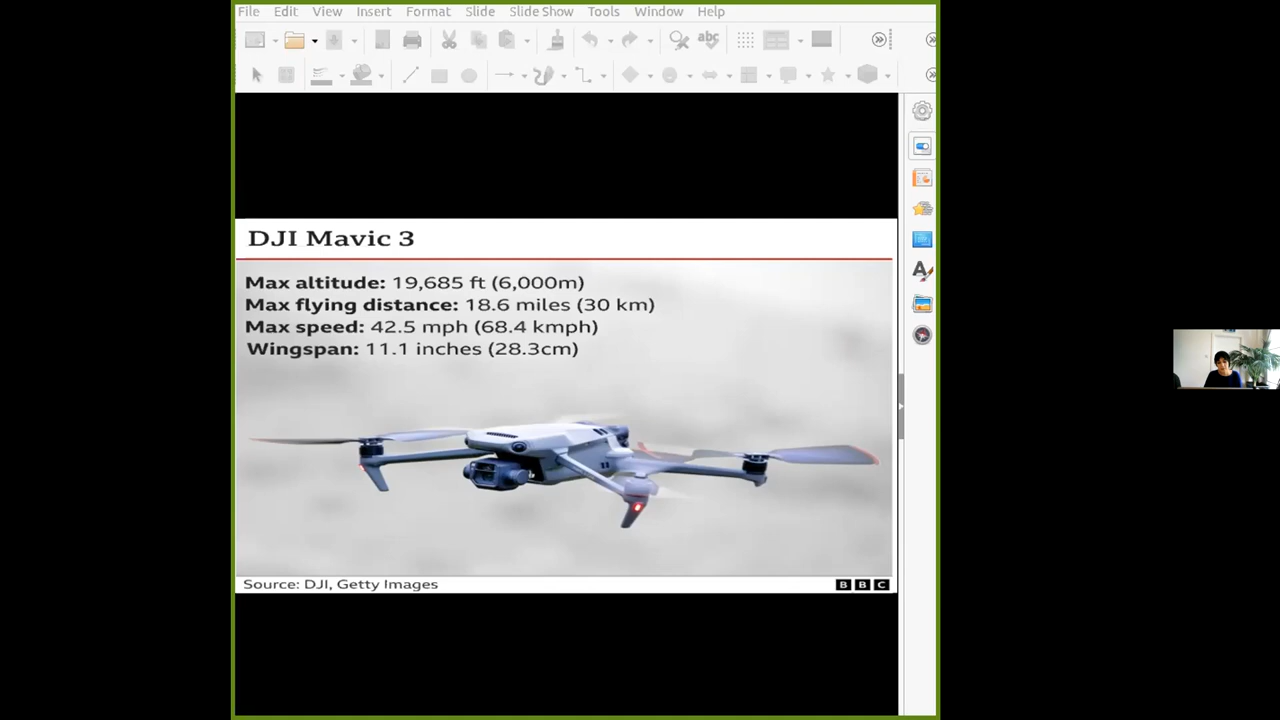 File Edit View Insert Format Slide Slide Show Tools Window Help
abc
DJI Mavic 3
Max altitude: 19,685 ft (6,000m)
Max flying distance: 18.6 miles (30 km)
Max speed: 42.5 mph (68.4 kmph)
Wingspan: 11.1 inches (28.3cm)
Source: DJI, Getty Images
BBC